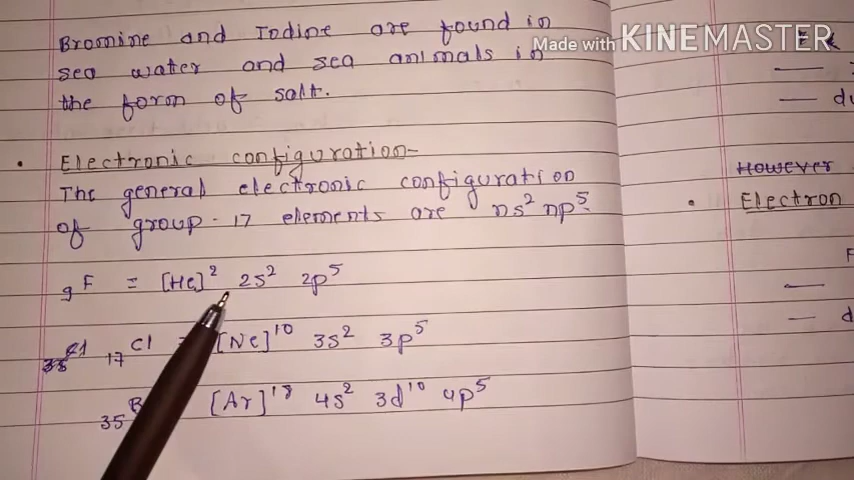 Bromine and Iodine are found in
sea water and sea animals in
the form of salt.
Made with KINEMASTER
• Electronic configuration-
The general electronic configuration
of group-17 elements are ns² np⁵.
₉F = [He]² 2s² 2p⁵
₁₇Cl = [Ne]¹⁰ 3s² 3p⁵
₃₅B [Ar]¹⁸ 4s² 3d¹⁰ 4p⁵
— du
However
• Electron
F
— d